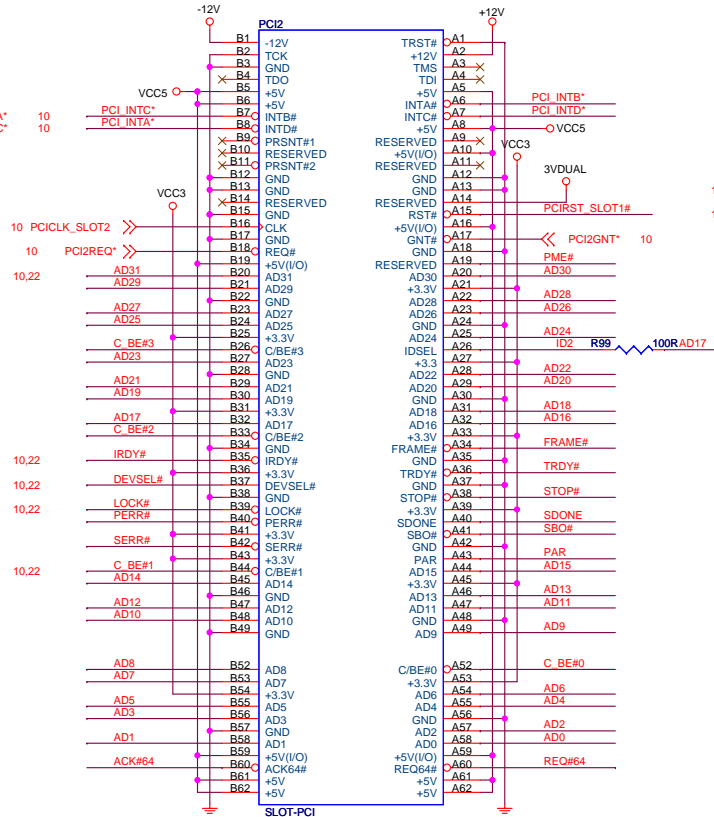 -12V +12V
PCI2
B1 -12V TRST# A1
B2 TCK +12V A2
B3 GND TMS A3
B4 TDO TDI A4
VCC5 B5 +5V +5V A5
B6 +5V INTA# A6 PCI_INTB*
* 10 PCI_INTC* B7 INTB# INTC# A7 PCI_INTD*
* 10 PCI_INTA* B8 INTD# +5V A8 VCC5
B9 PRSNT#1 RESERVED A9
B10 RESERVED +5V(I/O) A10 VCC3
B11 PRSNT#2 RESERVED A11
B12 GND GND A12 3VDUAL
B13 GND GND A13
VCC3 B14 RESERVED RESERVED A14
B15 GND RST# A15 PCIRST_SLOT1#
10 PCICLK_SLOT2 B16 CLK +5V(I/O) A16
B17 GND GNT# A17 PCI2GNT* 10
10 PCI2REQ* B18 REQ# GND A18
B19 +5V(I/O) RESERVED A19 PME#
10,22 AD31 B20 AD31 AD30 A20 AD30
AD29 B21 AD29 +3.3V A21
B22 GND AD28 A22 AD28
AD27 B23 AD27 AD26 A23 AD26
AD25 B24 AD25 GND A24
B25 +3.3V AD24 A25 AD24
C_BE#3 B26 C/BE#3 IDSEL A26 ID2 R99 100R AD17
AD23 B27 AD23 +3.3 A27
B28 GND AD22 A28 AD22
AD21 B29 AD21 AD20 A29 AD20
AD19 B30 AD19 GND A30
B31 +3.3V AD18 A31 AD18
AD17 B32 AD17 AD16 A32 AD16
C_BE#2 B33 C/BE#2 +3.3V A33
B34 GND FRAME# A34 FRAME#
10,22 IRDY# B35 IRDY# GND A35
B36 +3.3V TRDY# A36 TRDY#
10,22 DEVSEL# B37 DEVSEL# GND A37
B38 GND STOP# A38 STOP#
10,22 LOCK# B39 LOCK# +3.3V A39
PERR# B40 PERR# SDONE A40 SDONE
B41 +3.3V SBO# A41 SBO#
SERR# B42 SERR# GND A42
B43 +3.3V PAR A43 PAR
10,22 C_BE#1 B44 C/BE#1 AD15 A44 AD15
AD14 B45 AD14 +3.3V A45
B46 GND AD13 A46 AD13
AD12 B47 AD12 AD11 A47 AD11
AD10 B48 AD10 GND A48
B49 GND AD9 A49 AD9
AD8 B52 AD8 C/BE#0 A52 C_BE#0
AD7 B53 AD7 +3.3V A53
B54 +3.3V AD6 A54 AD6
AD5 B55 AD5 AD4 A55 AD4
AD3 B56 AD3 GND A56
B57 GND AD2 A57 AD2
AD1 B58 AD1 AD0 A58 AD0
B59 +5V(I/O) +5V(I/O) A59
ACK#64 B60 ACK64# REQ64# A60 REQ#64
B61 +5V +5V A61
B62 +5V +5V A62
SLOT-PCI